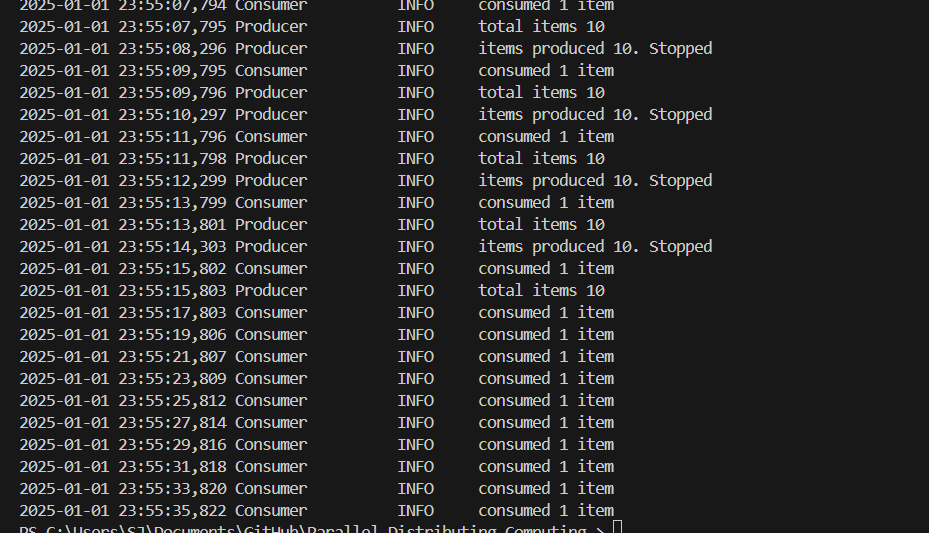 2025-01-01 23:55:07,794 Consumer INFO consumed 1 item
2025-01-01 23:55:07,795 Producer INFO total items 10
2025-01-01 23:55:08,296 Producer INFO items produced 10. Stopped
2025-01-01 23:55:09,795 Consumer INFO consumed 1 item
2025-01-01 23:55:09,796 Producer INFO total items 10
2025-01-01 23:55:10,297 Producer INFO items produced 10. Stopped
2025-01-01 23:55:11,796 Consumer INFO consumed 1 item
2025-01-01 23:55:11,798 Producer INFO total items 10
2025-01-01 23:55:12,299 Producer INFO items produced 10. Stopped
2025-01-01 23:55:13,799 Consumer INFO consumed 1 item
2025-01-01 23:55:13,801 Producer INFO total items 10
2025-01-01 23:55:14,303 Producer INFO items produced 10. Stopped
2025-01-01 23:55:15,802 Consumer INFO consumed 1 item
2025-01-01 23:55:15,803 Producer INFO total items 10
2025-01-01 23:55:17,803 Consumer INFO consumed 1 item
2025-01-01 23:55:19,806 Consumer INFO consumed 1 item
2025-01-01 23:55:21,807 Consumer INFO consumed 1 item
2025-01-01 23:55:23,809 Consumer INFO consumed 1 item
2025-01-01 23:55:25,812 Consumer INFO consumed 1 item
2025-01-01 23:55:27,814 Consumer INFO consumed 1 item
2025-01-01 23:55:29,816 Consumer INFO consumed 1 item
2025-01-01 23:55:31,818 Consumer INFO consumed 1 item
2025-01-01 23:55:33,820 Consumer INFO consumed 1 item
2025-01-01 23:55:35,822 Consumer INFO consumed 1 item
PS C:\Users\SJ\Documents\GitHub\Parallel Distributing Computing >